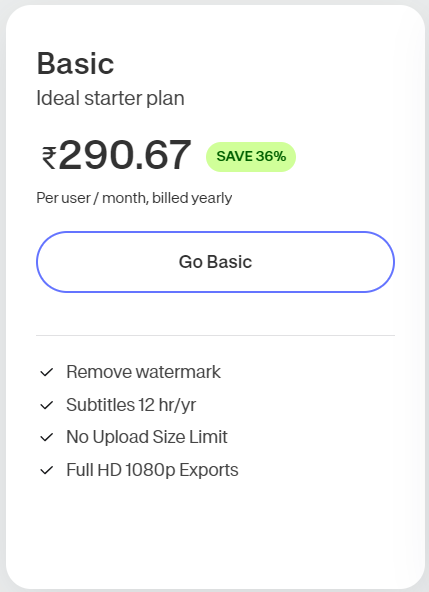 Basic
Ideal starter plan
₹290.67 SAVE 36%
Per user / month, billed yearly
Go Basic
Remove watermark
Subtitles 12 hr/yr
No Upload Size Limit
Full HD 1080p Exports